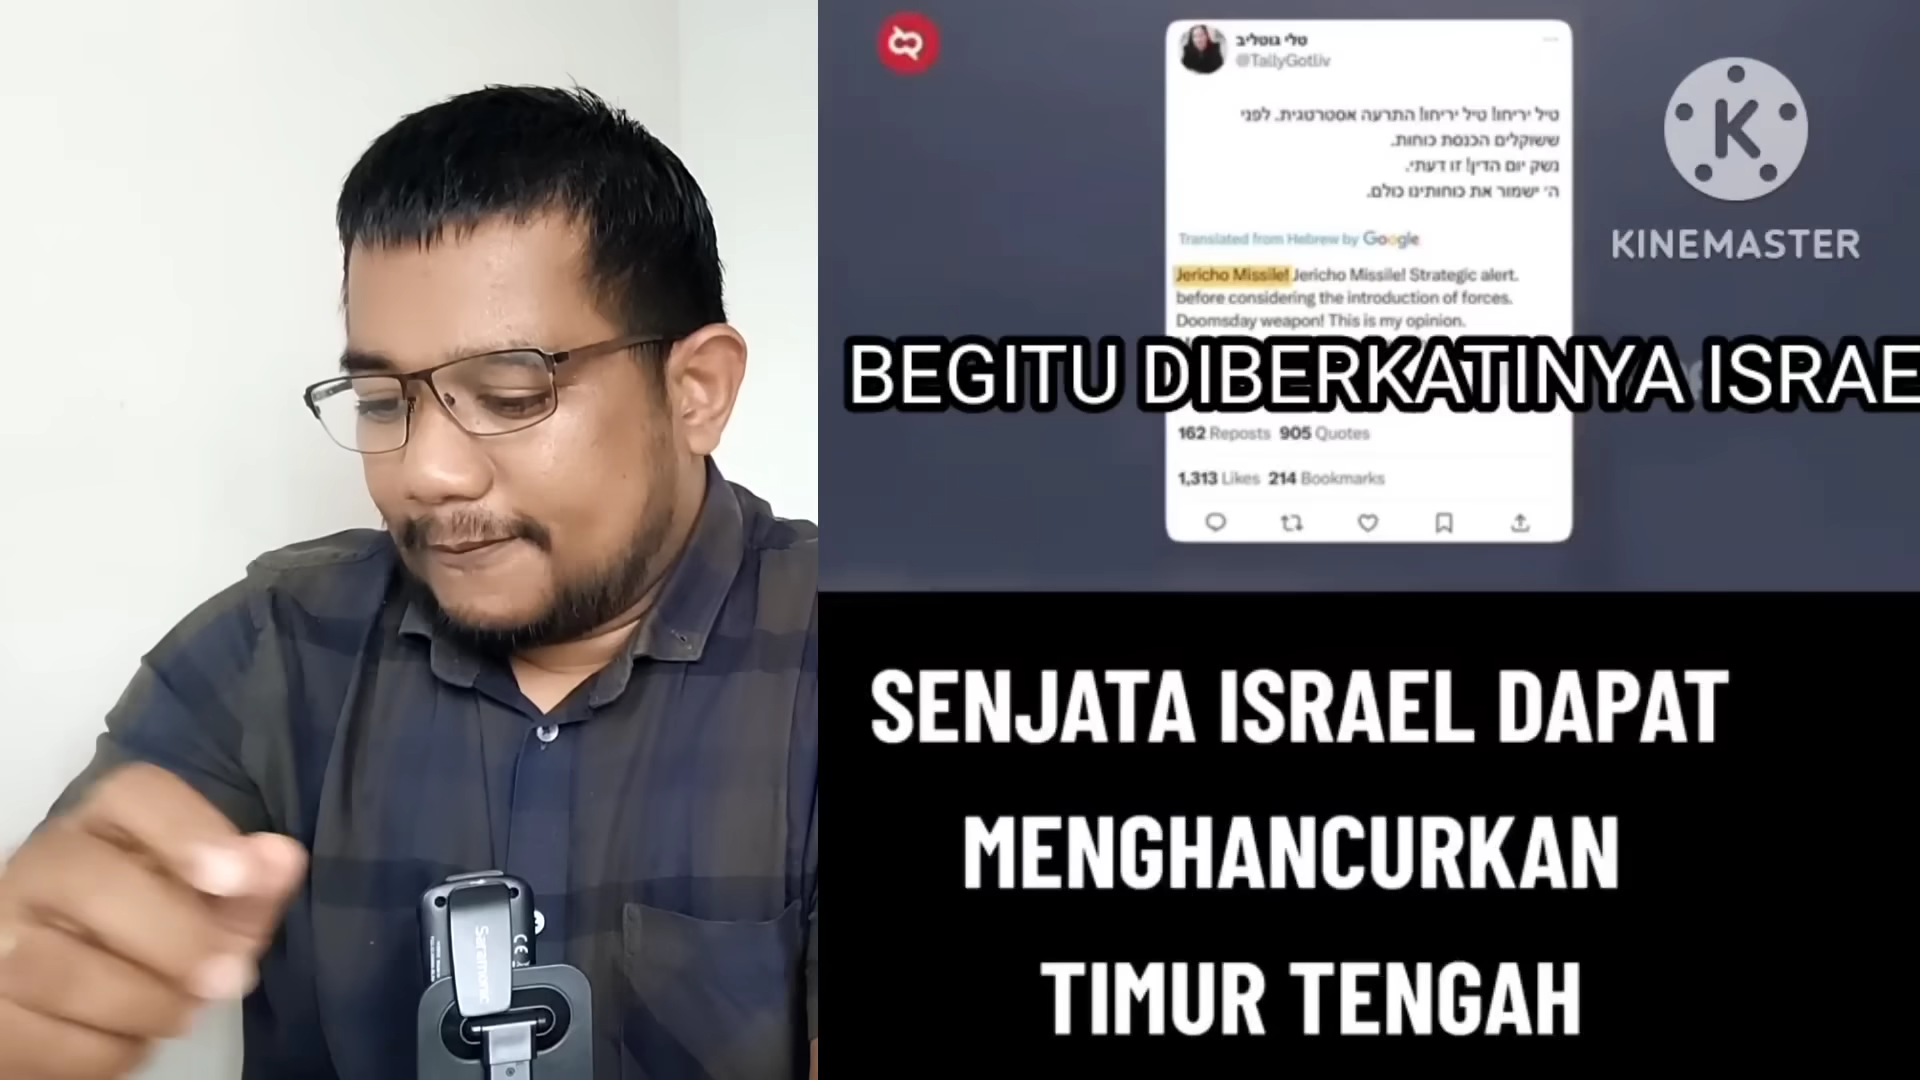 טלי גוטליב
@TallyGotliv
טיל יריחו! טיל יריחו! התרעה אסטרטגית. לפני
ששוקלים הכנסת כוחות.
נשק יום הדין! זו דעתי.
ה׳ ישמור את כוחותינו כולם.
Translated from Hebrew by Google
Jericho Missile! Jericho Missile! Strategic alert.
before considering the introduction of forces.
Doomsday weapon! This is my opinion.
BEGITU DIBERKATINYA ISRAE
162 Reposts 905 Quotes
1,313 Likes 214 Bookmarks
K
KINEMASTER
SENJATA ISRAEL DAPAT
MENGHANCURKAN
TIMUR TENGAH
Saramonic
CE